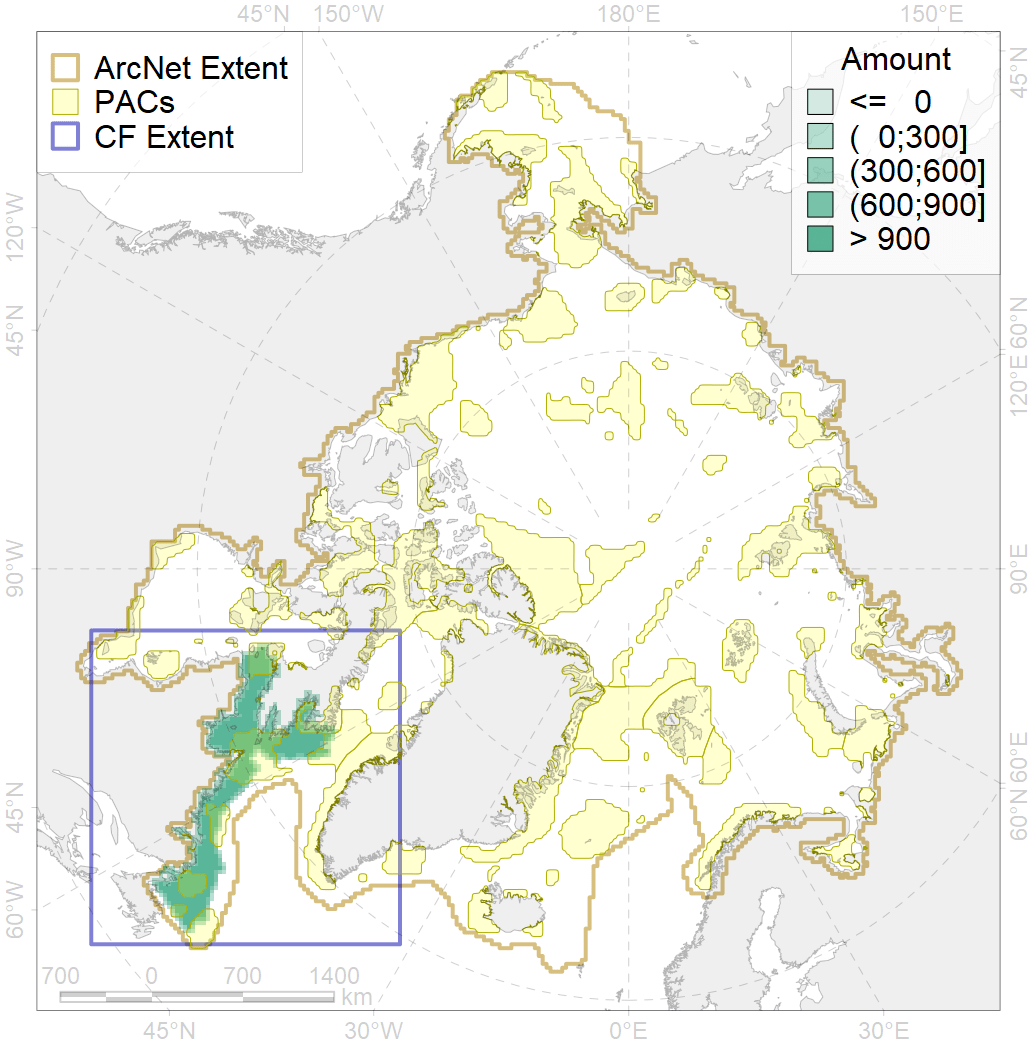 45°N 150°W 180°E 150°E
ArcNet Extent
PACs
CF Extent
Amount
<= 0
( 0;300]
(300;600]
(600;900]
> 900
120°W
45°N
90°W
45°N
60°W
45°N
60°N
120°E
90°E
60°E
60°N
700 0 700 1400
km
45°W 30°W 0°E 30°E